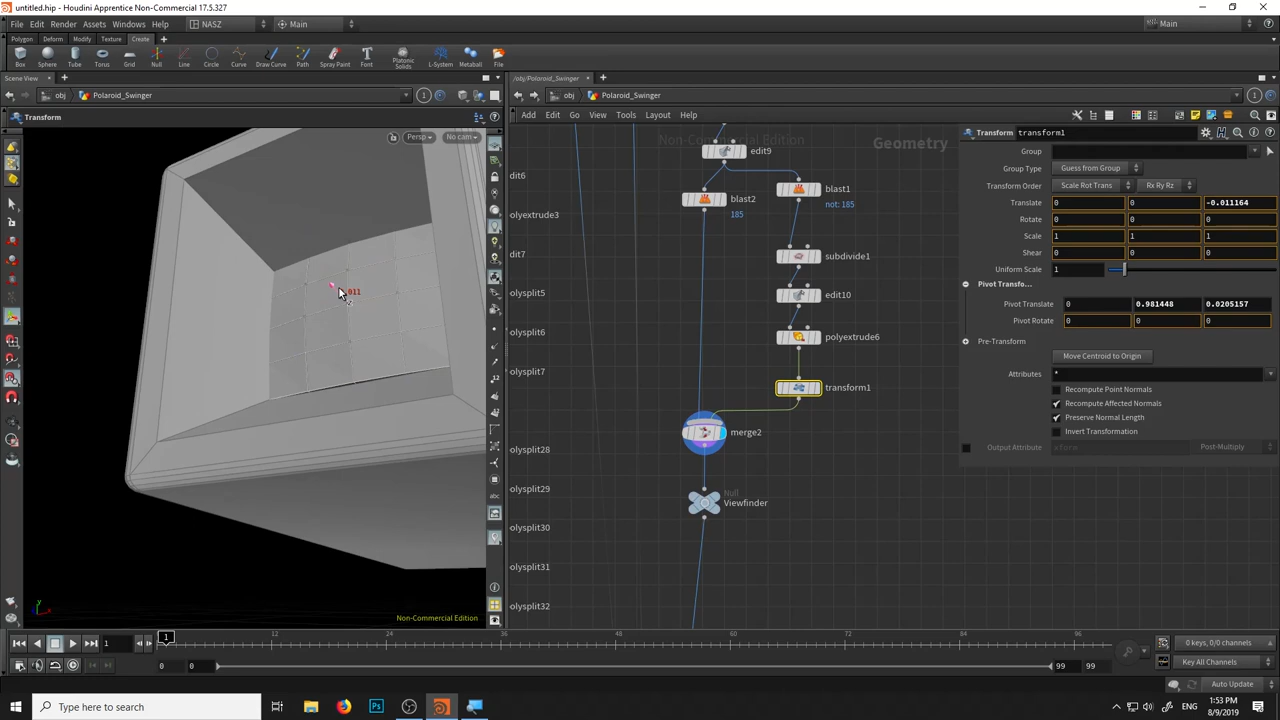 untitled.hip - Houdini Apprentice Non-Commercial 17.5.327
File Edit Render Assets Windows Help NASZ Main Main
Polygon Deform Modify Texture Create
Box Sphere Tube Torus Grid Null Line Circle Curve Draw Curve Path Spray Paint Font Platonic Solids L-System Metaball File
Scene View /obj/Polaroid_Swinger
obj Polaroid_Swinger 1 obj Polaroid_Swinger 1
Transform
Persp No cam
Non-Commercial Edition Geometry
Transform transform1
edit9
Group
dit6 Group Type Guess from Group
Transform Order Scale Rot Trans Rx Ry Rz
blast2 185
blast1 not: 185
Translate 0 0 -0.011164
olyextrude3 Rotate 0 0 0
Scale 1 1 1
dit7 subdivide1 Shear 0 0 0
Uniform Scale 1
Pivot Transfo...
olysplit5 edit10 Pivot Translate 0 0.981448 0.0205157
Pivot Rotate 0 0 0
olysplit6 polyextrude6 Pre-Transform
Move Centroid to Origin
olysplit7 Attributes *
transform1 Recompute Point Normals
Recompute Affected Normals
Preserve Normal Length
merge2 Invert Transformation
Output Attribute xform Post-Multiply
olysplit28
olysplit29
Null
Viewfinder
abc
olysplit30
olysplit31
olysplit32
y
Non-Commercial Edition
1 1 12 24 36 48 60 72 84 96
0 keys, 0/0 channels
0 0 99 99 Key All Channels
Auto Update
Type here to search
1:53 PM
8/9/2019